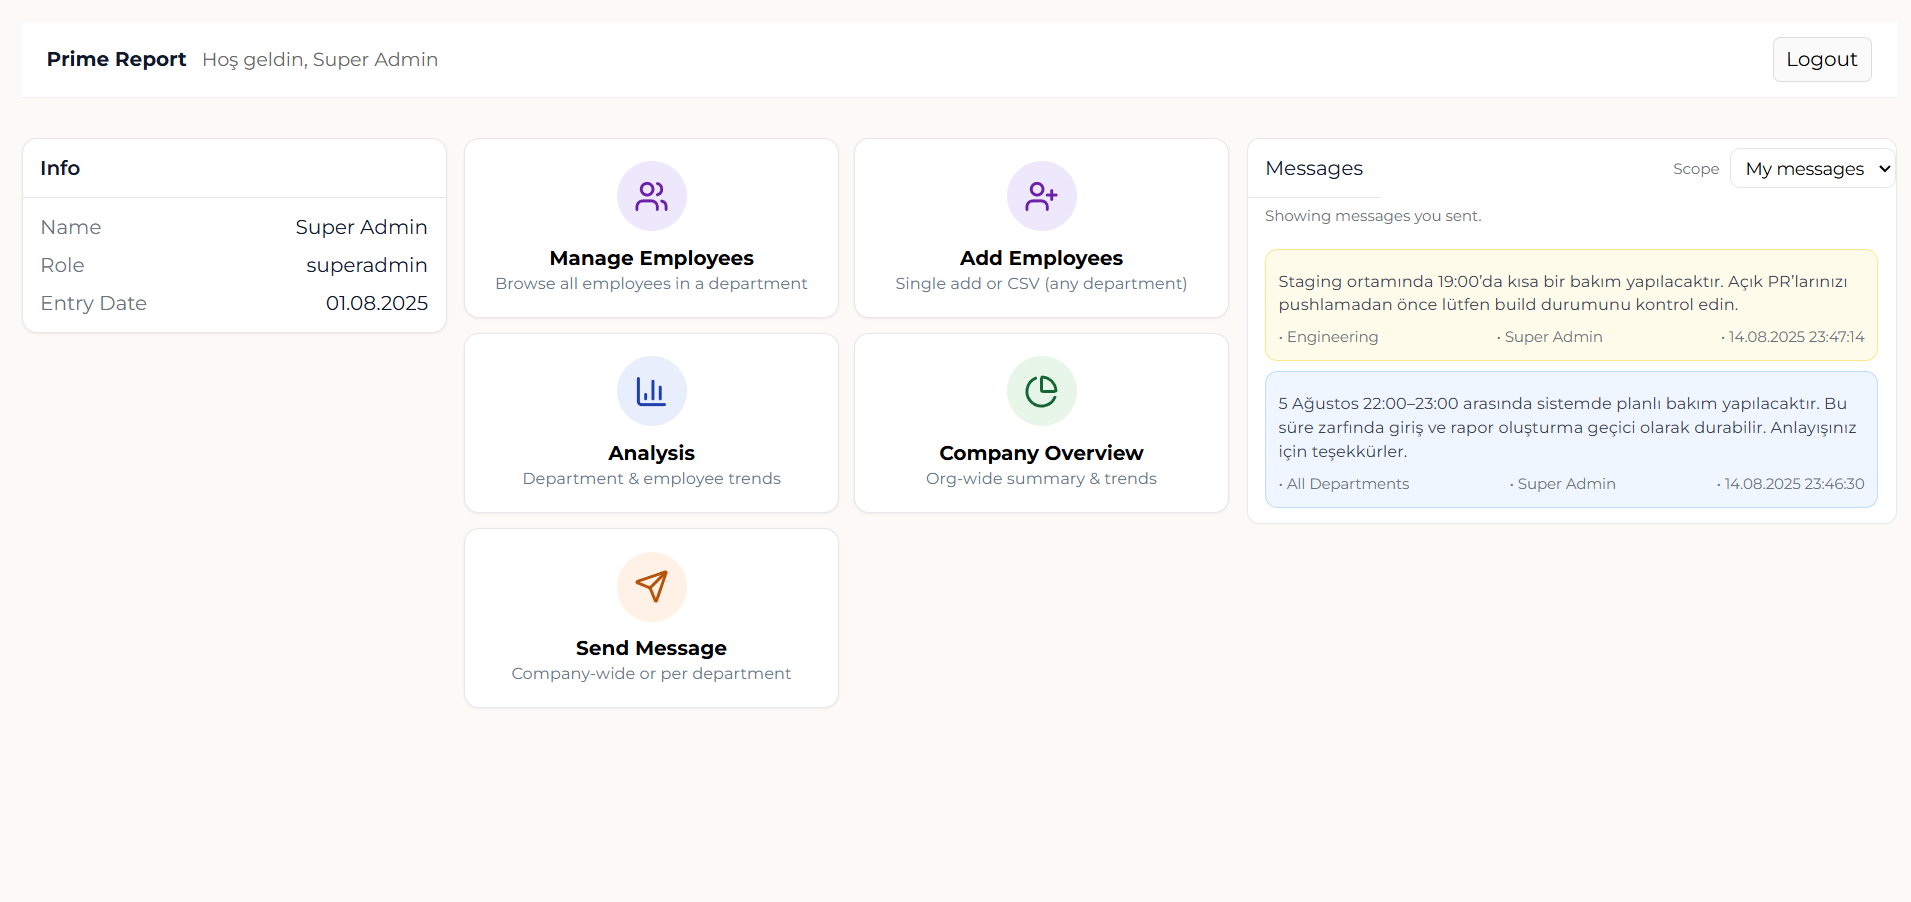 Prime Report Hoş geldin, Super Admin
Logout
Info
Name Super Admin
Role superadmin
Entry Date 01.08.2025
Manage Employees
Browse all employees in a department
Add Employees
Single add or CSV (any department)
Analysis
Department & employee trends
Company Overview
Org-wide summary & trends
Send Message
Company-wide or per department
Messages
Scope My messages
Showing messages you sent.
Staging ortamında 19:00’da kısa bir bakım yapılacaktır. Açık PR’larınızı
pushlamadan önce lütfen build durumunu kontrol edin.
• Engineering • Super Admin • 14.08.2025 23:47:14
5 Ağustos 22:00–23:00 arasında sistemde planlı bakım yapılacaktır. Bu
süre zarfında giriş ve rapor oluşturma geçici olarak durabilir. Anlayışınız
için teşekkürler.
• All Departments • Super Admin • 14.08.2025 23:46:30